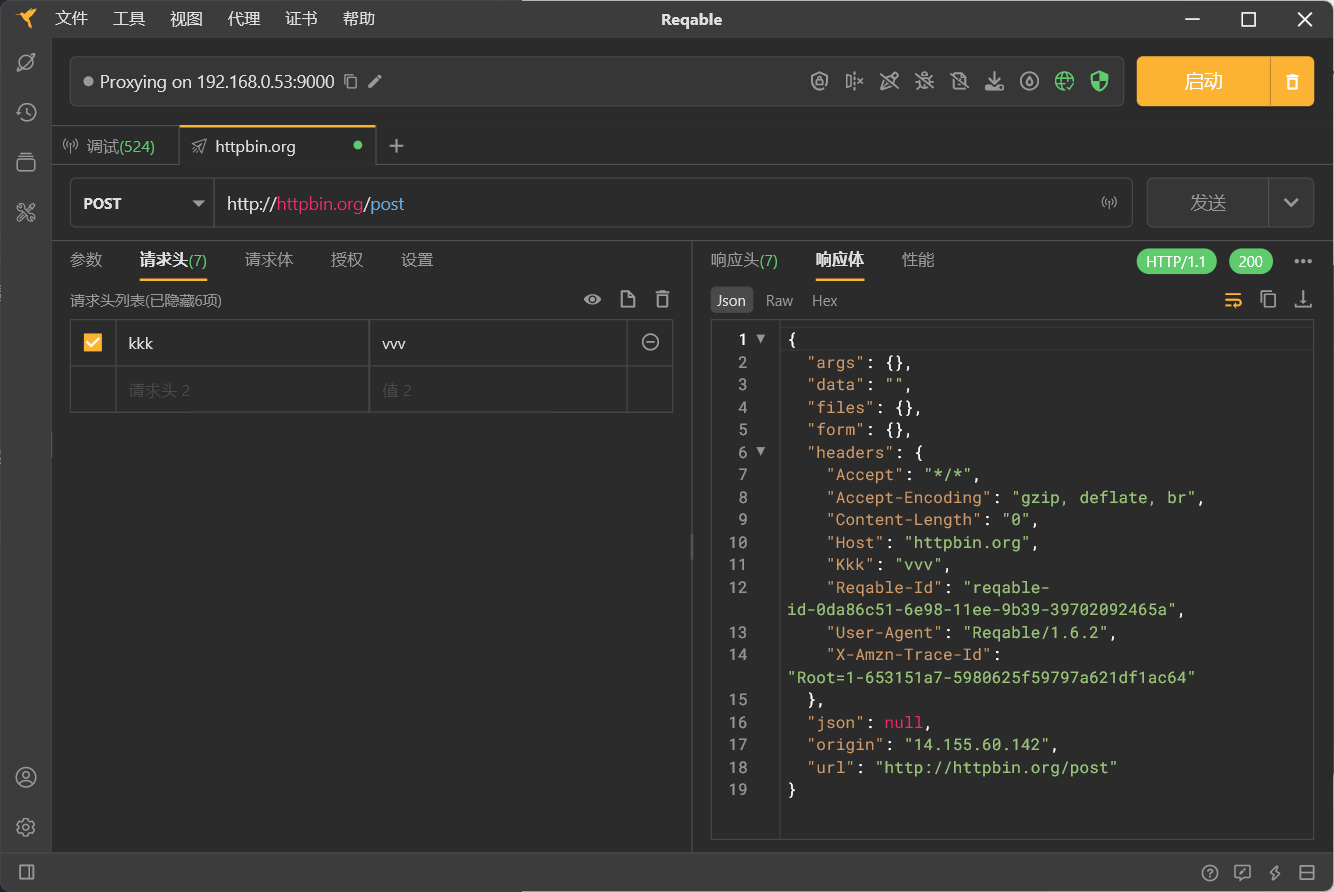 文件 工具 视图 代理 证书 帮助 Reqable
Proxying on 192.168.0.53:9000 启动
调试(524) httpbin.org
POST http://httpbin.org/post 发送
参数 请求头(7) 请求体 授权 设置
请求头列表(已隐藏6项)
kkk vvv
请求头 2 值 2
响应头(7) 响应体 性能 HTTP/1.1 200
Json Raw Hex
1 {
2 "args": {},
3 "data": "",
4 "files": {},
5 "form": {},
6 "headers": {
7 "Accept": "*/*",
8 "Accept-Encoding": "gzip, deflate, br",
9 "Content-Length": "0",
10 "Host": "httpbin.org",
11 "Kkk": "vvv",
12 "Reqable-Id": "reqable-
id-0da86c51-6e98-11ee-9b39-39702092465a",
13 "User-Agent": "Reqable/1.6.2",
14 "X-Amzn-Trace-Id":
"Root=1-653151a7-5980625f59797a621df1ac64"
15 },
16 "json": null,
17 "origin": "14.155.60.142",
18 "url": "http://httpbin.org/post"
19 }